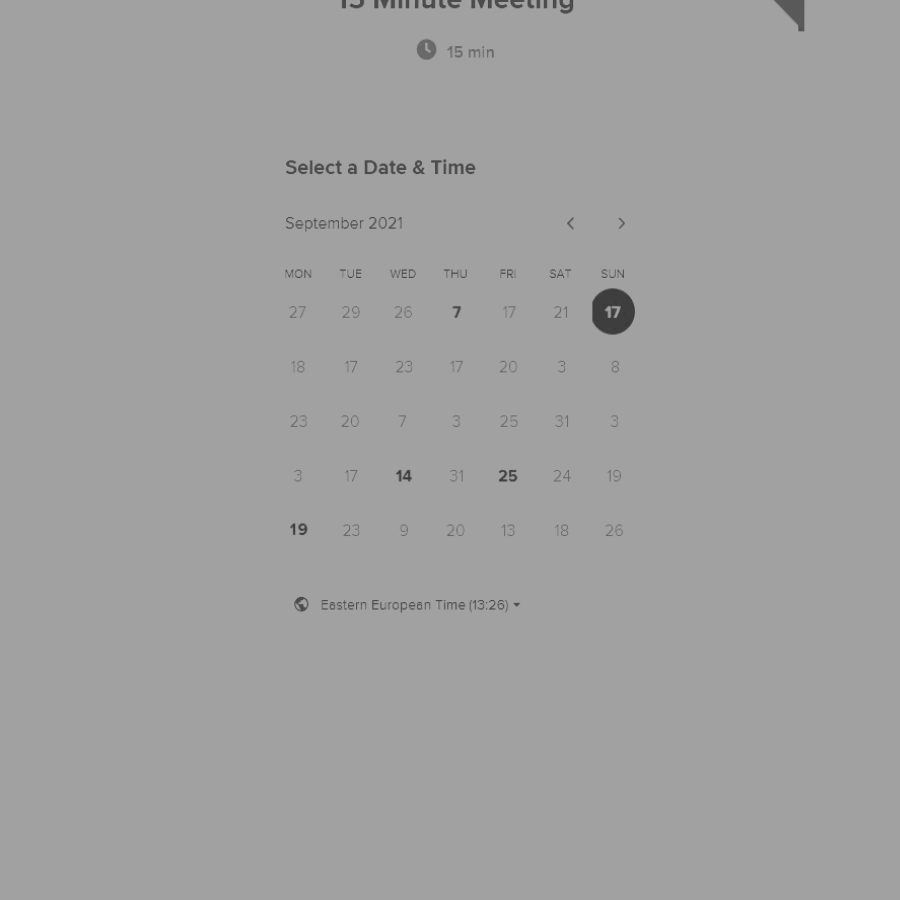 15 Minute Meeting
15 min
Select a Date & Time
September 2021
MON TUE WED THU FRI SAT SUN
27 29 26 7 17 21 17
18 17 23 17 20 3 8
23 20 7 3 25 31 3
3 17 14 31 25 24 19
19 23 9 20 13 18 26
Eastern European Time (13:26)